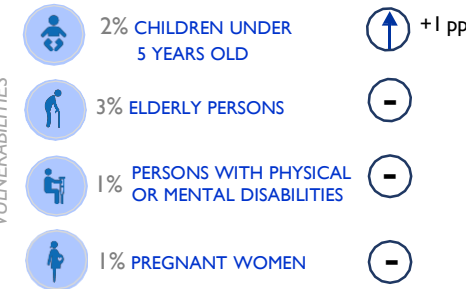 2% CHILDREN UNDER
5 YEARS OLD
+1 pp
3% ELDERLY PERSONS
-
1% PERSONS WITH PHYSICAL
OR MENTAL DISABILITIES
-
1% PREGNANT WOMEN
-
VULNERABILITIES